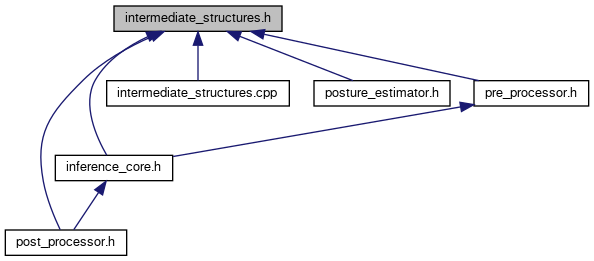 intermediate_structures.h
intermediate_structures.cpp
posture_estimator.h
pre_processor.h
inference_core.h
post_processor.h